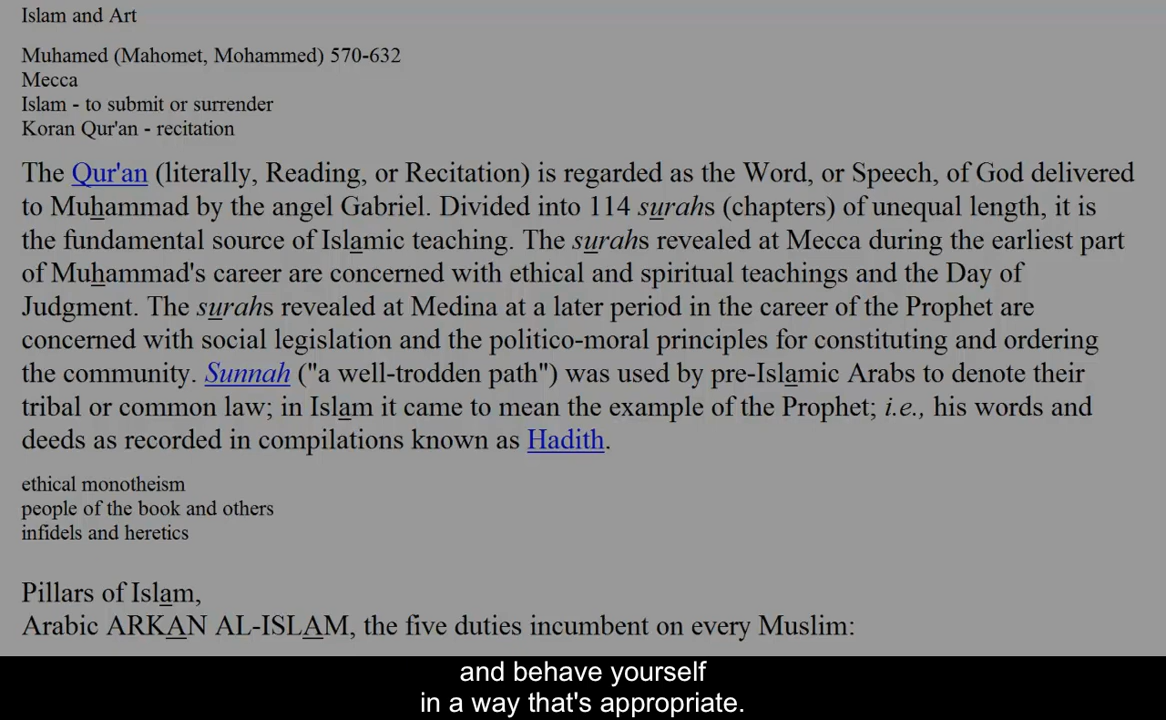 Islam and Art
Muhamed (Mahomet, Mohammed) 570-632
Mecca
Islam - to submit or surrender
Koran Qur'an - recitation
The Qur'an (literally, Reading, or Recitation) is regarded as the Word, or Speech, of God delivered
to Muhammad by the angel Gabriel. Divided into 114 surahs (chapters) of unequal length, it is
the fundamental source of Islamic teaching. The surahs revealed at Mecca during the earliest part
of Muhammad's career are concerned with ethical and spiritual teachings and the Day of
Judgment. The surahs revealed at Medina at a later period in the career of the Prophet are
concerned with social legislation and the politico-moral principles for constituting and ordering
the community. Sunnah ("a well-trodden path") was used by pre-Islamic Arabs to denote their
tribal or common law; in Islam it came to mean the example of the Prophet; i.e., his words and
deeds as recorded in compilations known as Hadith.
ethical monotheism
people of the book and others
infidels and heretics
Pillars of Islam,
Arabic ARKAN AL-ISLAM, the five duties incumbent on every Muslim:
and behave yourself
in a way that's appropriate.